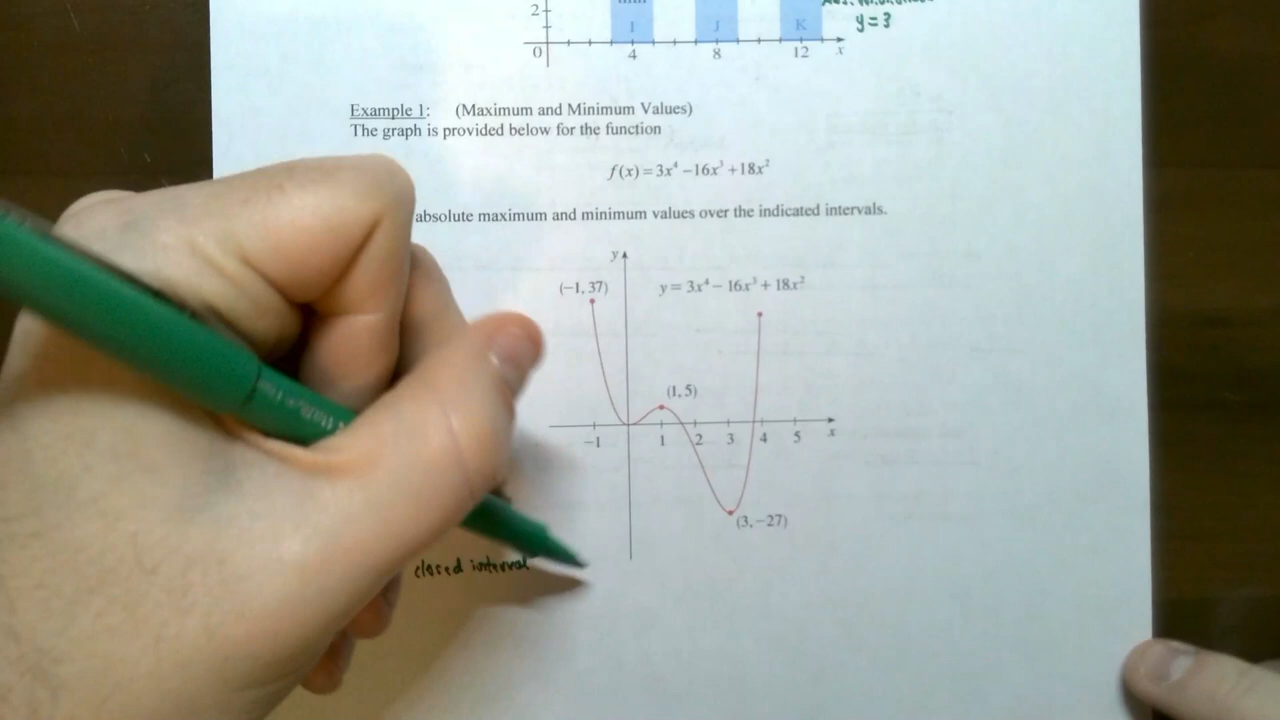 2
I J K
y=3
0 4 8 12 x
Example 1: (Maximum and Minimum Values)
The graph is provided below for the function
f(x) = 3x⁴ −16x³ +18x²
absolute maximum and minimum values over the indicated intervals.
y
(−1, 37) y = 3x⁴ − 16x³ + 18x²
(1, 5)
−1 1 2 3 4 5 x
(3, −27)
closed interval